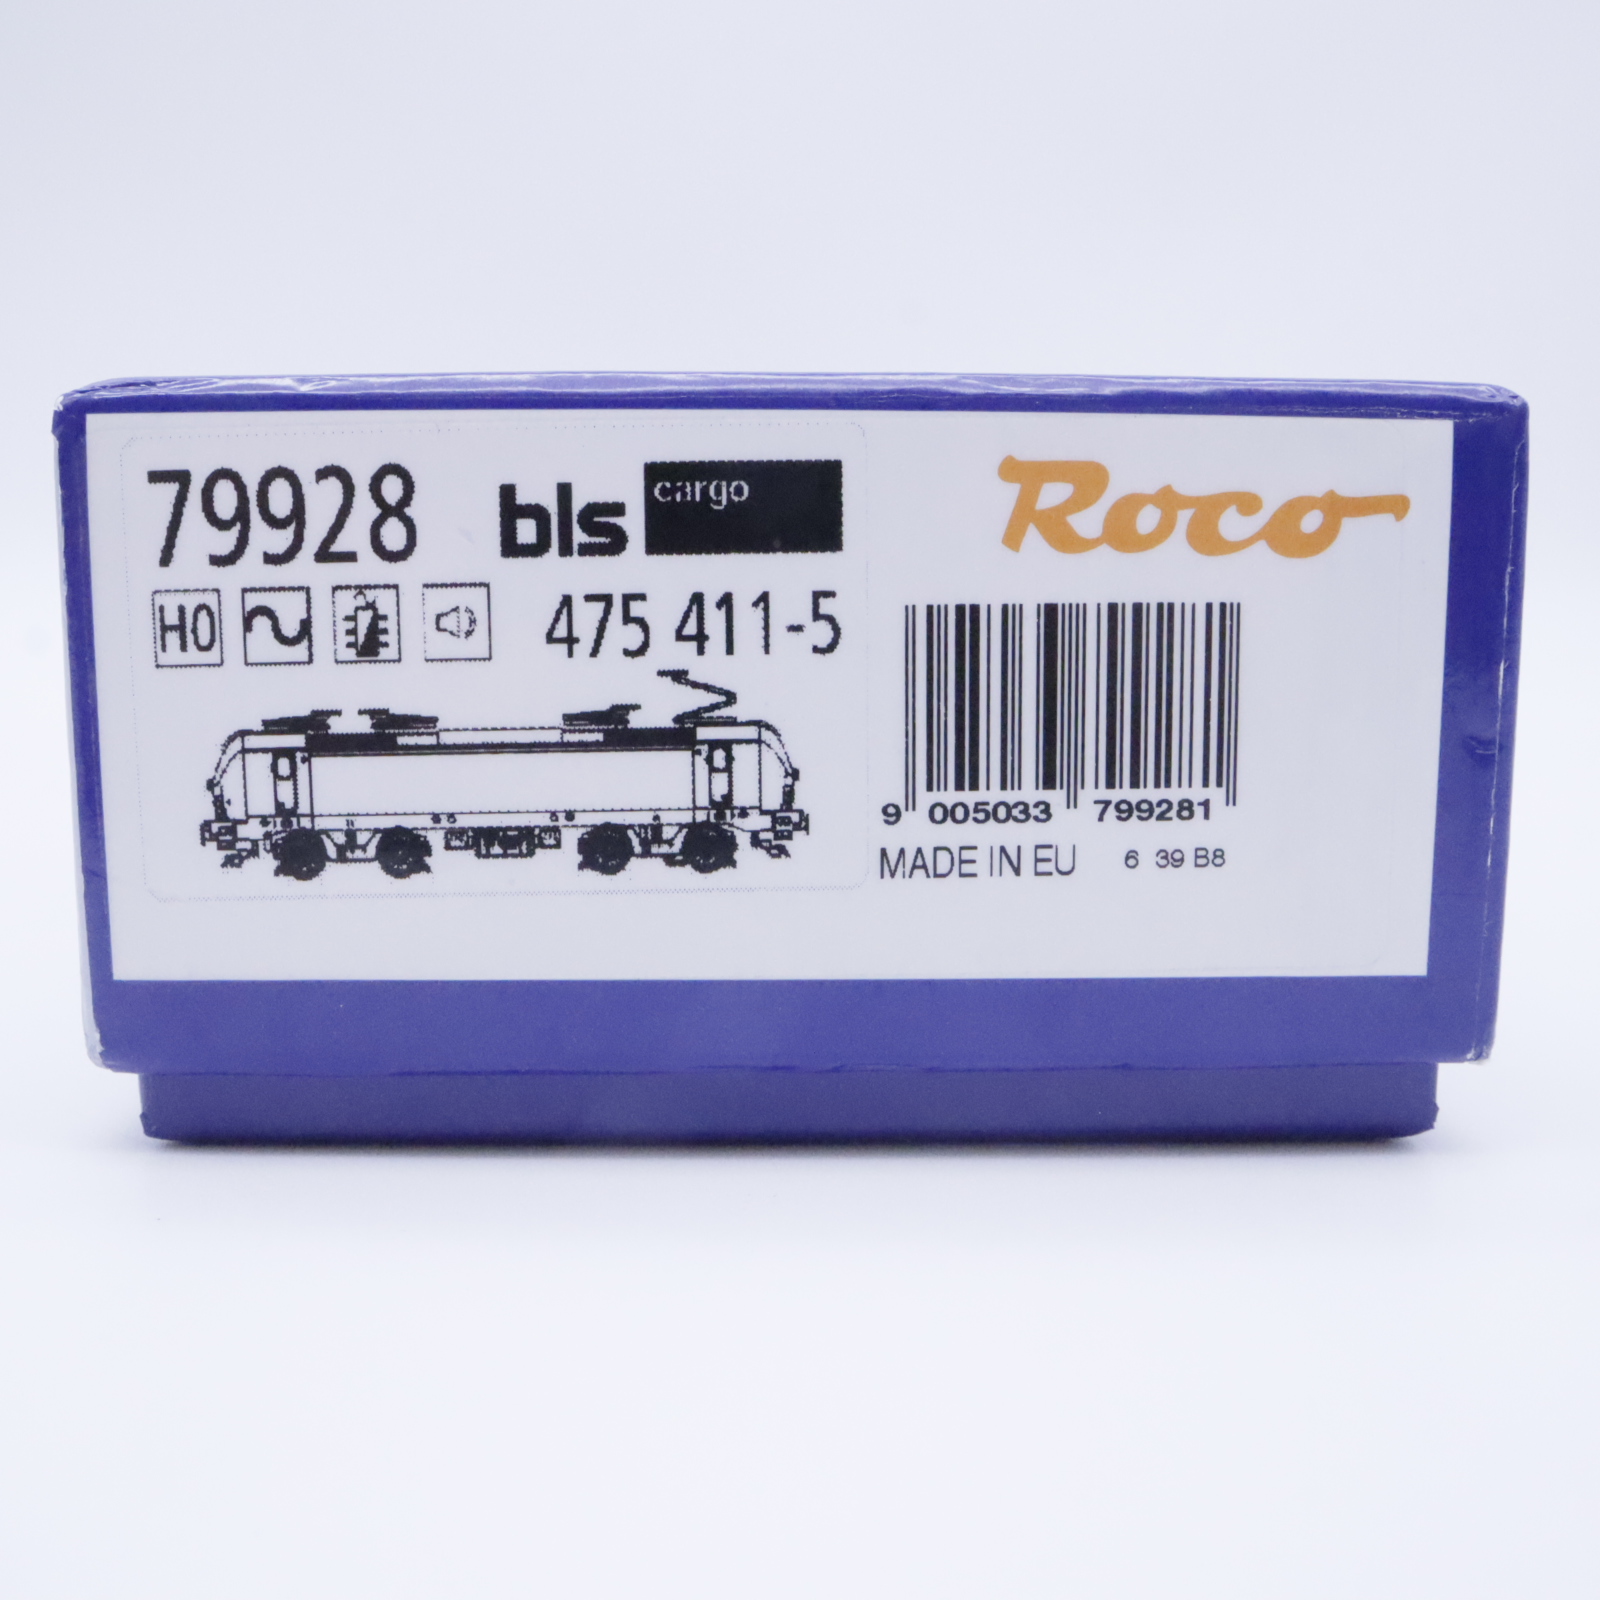 79928
bls cargo
H0
475 411-5
Roco
9 005033 799281
MADE IN EU 6 39 B8